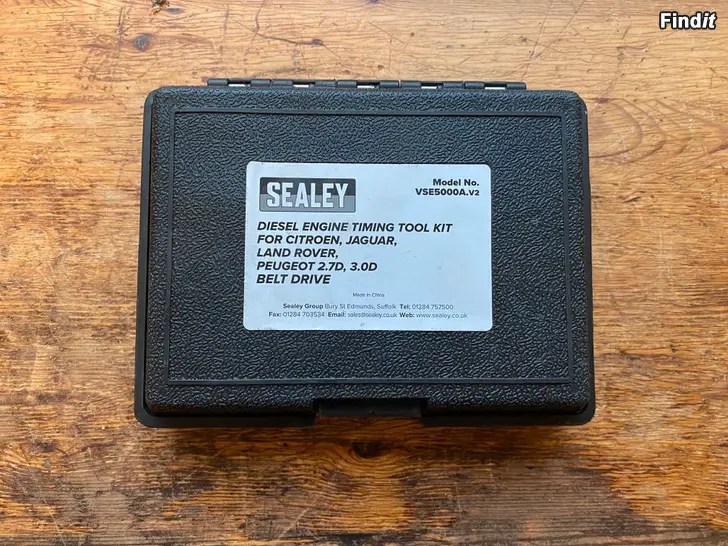 Findit
SEALEY
Model No.
VSE5000A.V2
DIESEL ENGINE TIMING TOOL KIT
FOR CITROEN, JAGUAR,
LAND ROVER,
PEUGEOT 2.7D, 3.0D
BELT DRIVE
Made in China
Sealey Group Bury St Edmunds, Suffolk Tel: 01284 757500
Fax: 01284 703534 Email: sales@sealey.co.uk Web: www.sealey.co.uk